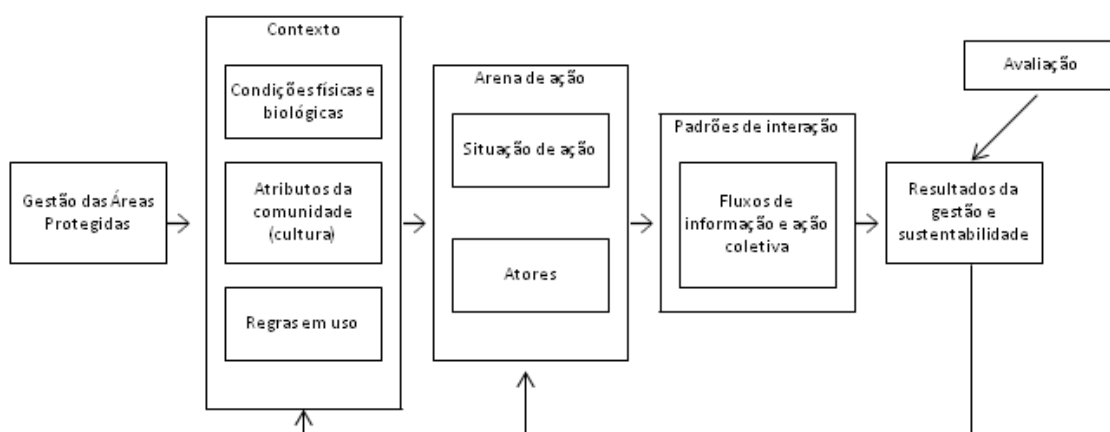 Gestão das Áreas
Protegidas
Contexto
Condições físicas e
biológicas
Atributos da
comunidade
(cultura)
Regras em uso
Arena de ação
Situação de ação
Atores
Padrões de interação
Fluxos de
informação e ação
coletiva
Avaliação
Resultados da
gestão e
sustentabilidade